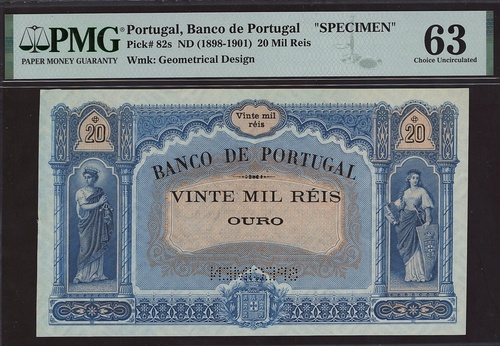 PMG
PAPER MONEY GUARANTY
Portugal, Banco de Portugal "SPECIMEN"
Pick# 82s ND (1898-1901) 20 Mil Reis
Wmk: Geometrical Design
63
Choice Uncirculated
Vinte mil
réis
20
20
BANCO DE PORTUGAL
VINTE MIL RÉIS
OURO
SPECIMEN